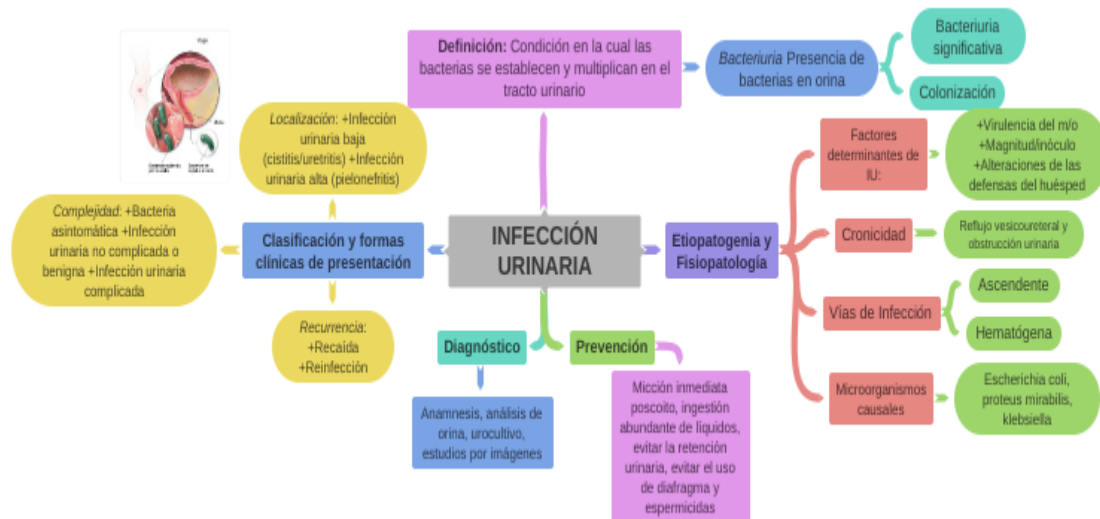 Definición: Condición en la cual las
bacterias se establecen y multiplican en el
tracto urinario
Bacteriuria Presencia de
bacterias en orina
Bacteriuria
significativa
Colonización
Localización: +Infección
urinaria baja
(cistitis/uretritis) +Infección
urinaria alta (pielonefritis)
Complejidad: +Bacteria
asintomática +Infección
urinaria no complicada o
benigna +Infección urinaria
complicada
Clasificación y formas
clínicas de presentación
Recurrencia:
+Recaída
+Reinfección
INFECCIÓN
URINARIA
Etiopatogenia y
Fisiopatología
Factores
determinantes de
IU:
+Virulencia del m/o
+Magnitud/inóculo
+Alteraciones de las
defensas del huésped
Cronicidad
Reflujo vesicoureteral y
obstrucción urinaria
Vías de Infección
Ascendente
Hematógena
Microorganismos
causales
Escherichia coli,
proteus mirabilis,
klebsiella
Diagnóstico
Anamnesis, análisis de
orina, urocultivo,
estudios por imágenes
Prevención
Micción inmediata
poscoito, ingestión
abundante de líquidos,
evitar la retención
urinaria, evitar el uso
de diafragma y
espermicidas